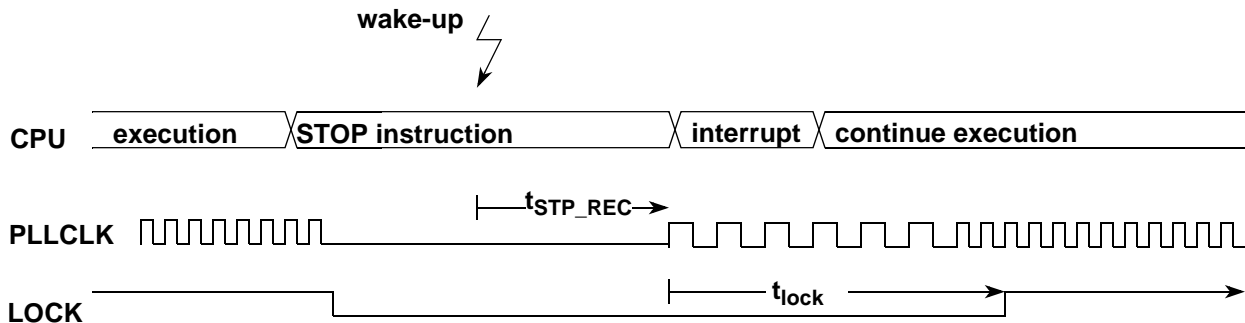 wake-up
CPU execution STOP instruction interrupt continue execution
tSTP_REC
PLLCLK
tlock
LOCK